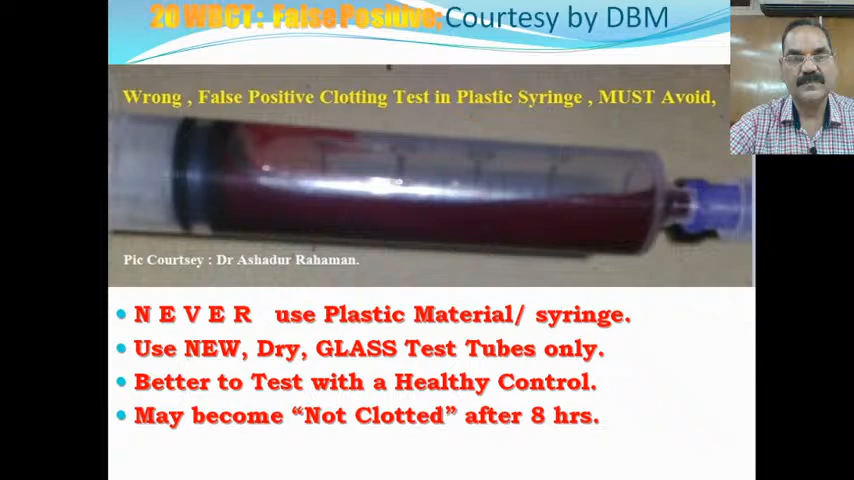 20 WBCT : False Positive; Courtesy by DBM
Wrong , False Positive Clotting Test in Plastic Syringe , MUST Avoid,
Pic Courtsey : Dr Ashadur Rahaman.
• N E V E R use Plastic Material/ syringe.
• Use NEW, Dry, GLASS Test Tubes only.
• Better to Test with a Healthy Control.
• May become “Not Clotted” after 8 hrs.